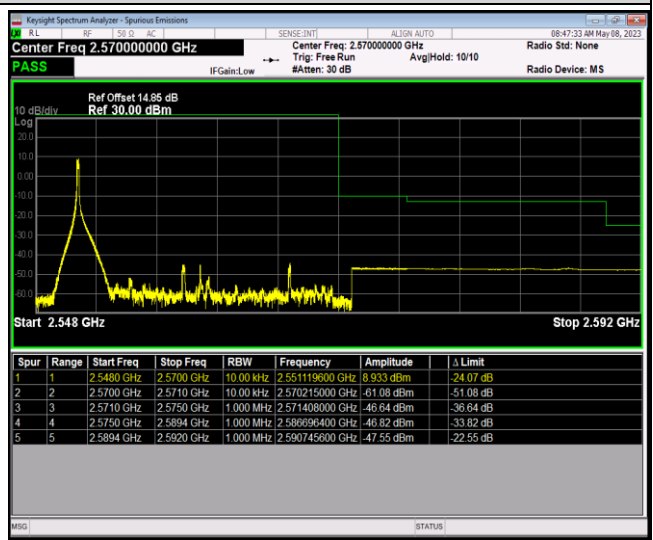 Keysight Spectrum Analyzer - Spurious Emissions
RL RF 50 Ω AC SENSE:INT ALIGN AUTO 08:47:33 AM May 08, 2023
Center Freq 2.570000000 GHz Center Freq: 2.570000000 GHz Radio Std: None
Trig: Free Run Avg|Hold: 10/10
PASS IFGain:Low #Atten: 30 dB Radio Device: MS
Ref Offset 14.85 dB
10 dB/div Ref 30.00 dBm
Log
20.0
10.0
0.00
-10.0
-20.0
-30.0
-40.0
-50.0
-60.0
Start 2.548 GHz Stop 2.592 GHz
Spur Range Start Freq Stop Freq RBW Frequency Amplitude Δ Limit
1 1 2.5480 GHz 2.5700 GHz 10.00 kHz 2.551119600 GHz 8.933 dBm -24.07 dB
2 2 2.5700 GHz 2.5710 GHz 10.00 kHz 2.570215000 GHz -61.08 dBm -51.08 dB
3 3 2.5710 GHz 2.5750 GHz 1.000 MHz 2.571408000 GHz -46.64 dBm -36.64 dB
4 4 2.5750 GHz 2.5894 GHz 1.000 MHz 2.586696400 GHz -46.82 dBm -33.82 dB
5 5 2.5894 GHz 2.5920 GHz 1.000 MHz 2.590745600 GHz -47.55 dBm -22.55 dB
MSG STATUS